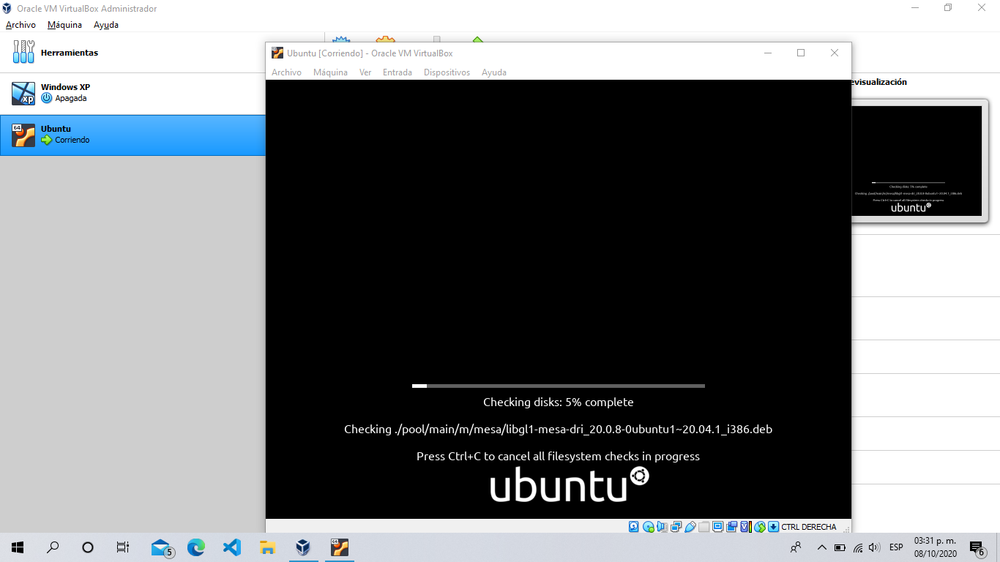 Oracle VM VirtualBox Administrador
Archivo Máquina Ayuda
Herramientas
Windows XP
xp
Apagada
64
Ubuntu
Corriendo
64
Ubuntu [Corriendo] - Oracle VM VirtualBox
Archivo Máquina Ver Entrada Dispositivos Ayuda
Checking disks: 5% complete
Checking ./pool/main/m/mesa/libgl1-mesa-dri_20.0.8-0ubuntu1~20.04.1_i386.deb
Press Ctrl+C to cancel all filesystem checks in progress
ubuntu
CTRL DERECHA
evisualización
Checking disks: 5% complete
Checking ./pool/main/m/mesa/libgl1-mesa-dri_20.0.8-0ubuntu1~20.04.1_i386.deb
Press Ctrl+C to cancel all filesystem checks in progress
ubuntu
5
64
ESP
03:31 p. m.
08/10/2020
6